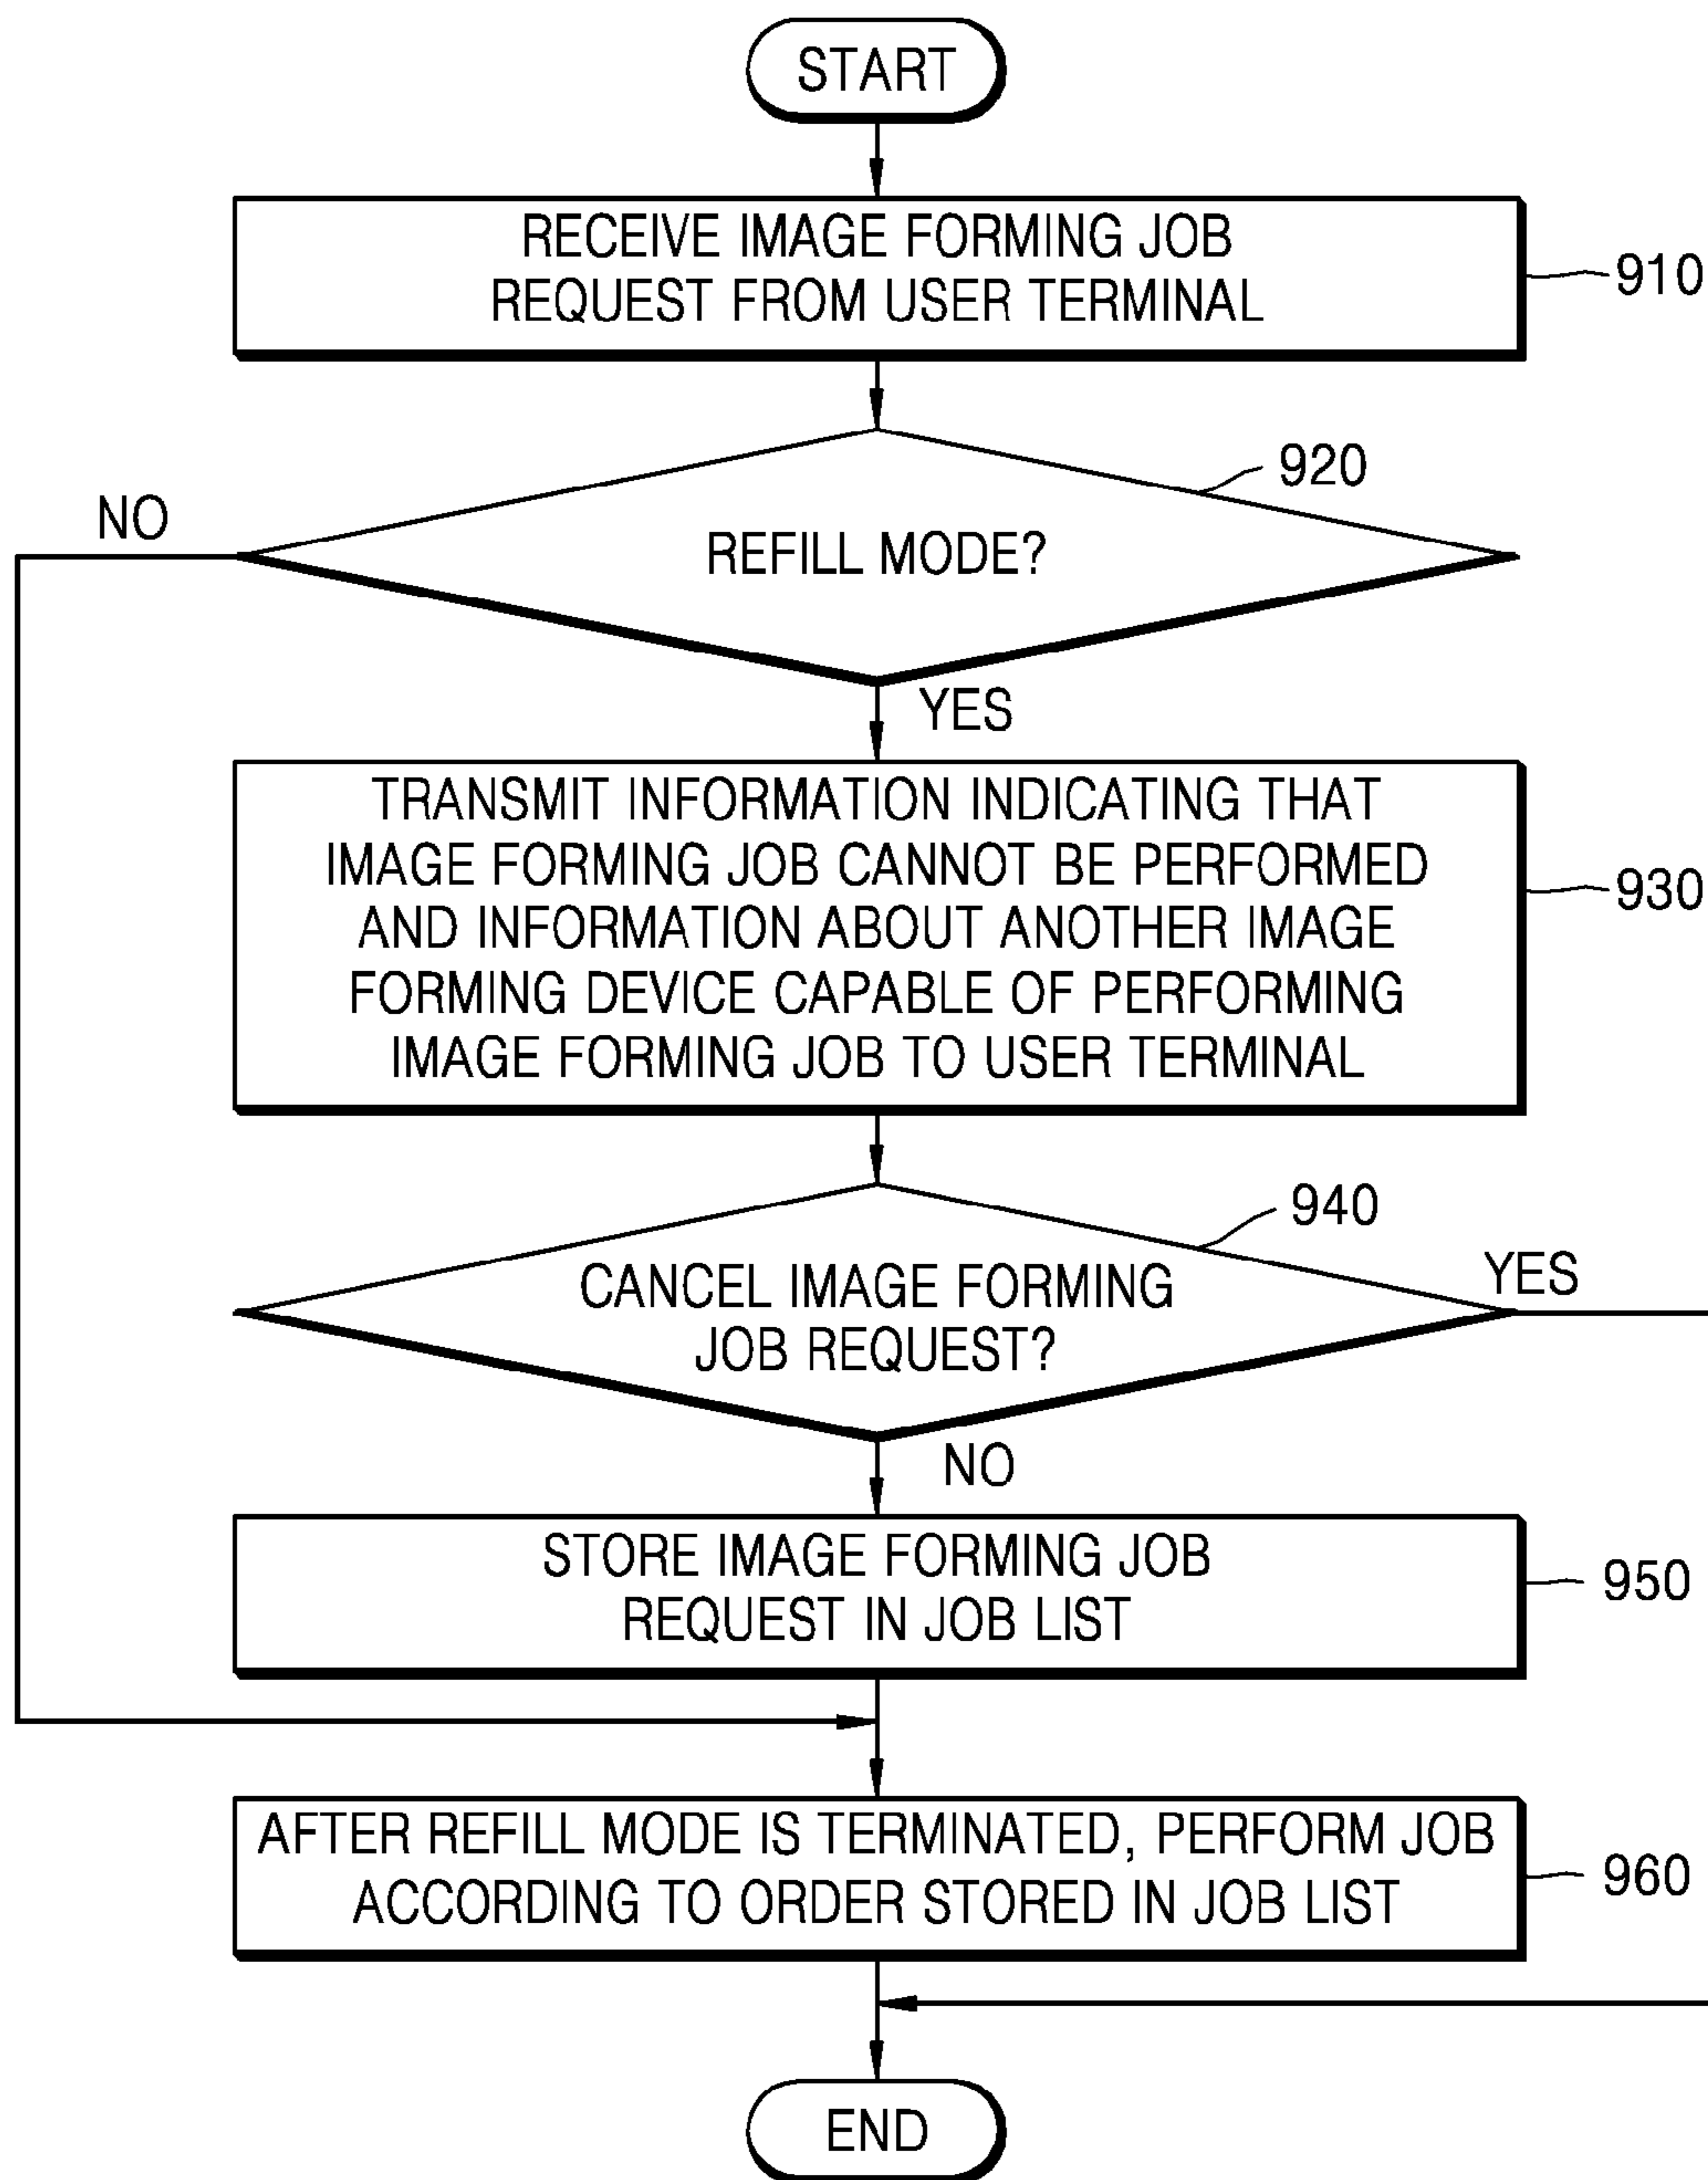 START
RECEIVE IMAGE FORMING JOB
REQUEST FROM USER TERMINAL
910
920
NO
REFILL MODE?
YES
TRANSMIT INFORMATION INDICATING THAT
IMAGE FORMING JOB CANNOT BE PERFORMED
AND INFORMATION ABOUT ANOTHER IMAGE
FORMING DEVICE CAPABLE OF PERFORMING
IMAGE FORMING JOB TO USER TERMINAL
930
940
YES
CANCEL IMAGE FORMING
JOB REQUEST?
NO
STORE IMAGE FORMING JOB
REQUEST IN JOB LIST
950
AFTER REFILL MODE IS TERMINATED, PERFORM JOB
ACCORDING TO ORDER STORED IN JOB LIST
960
END